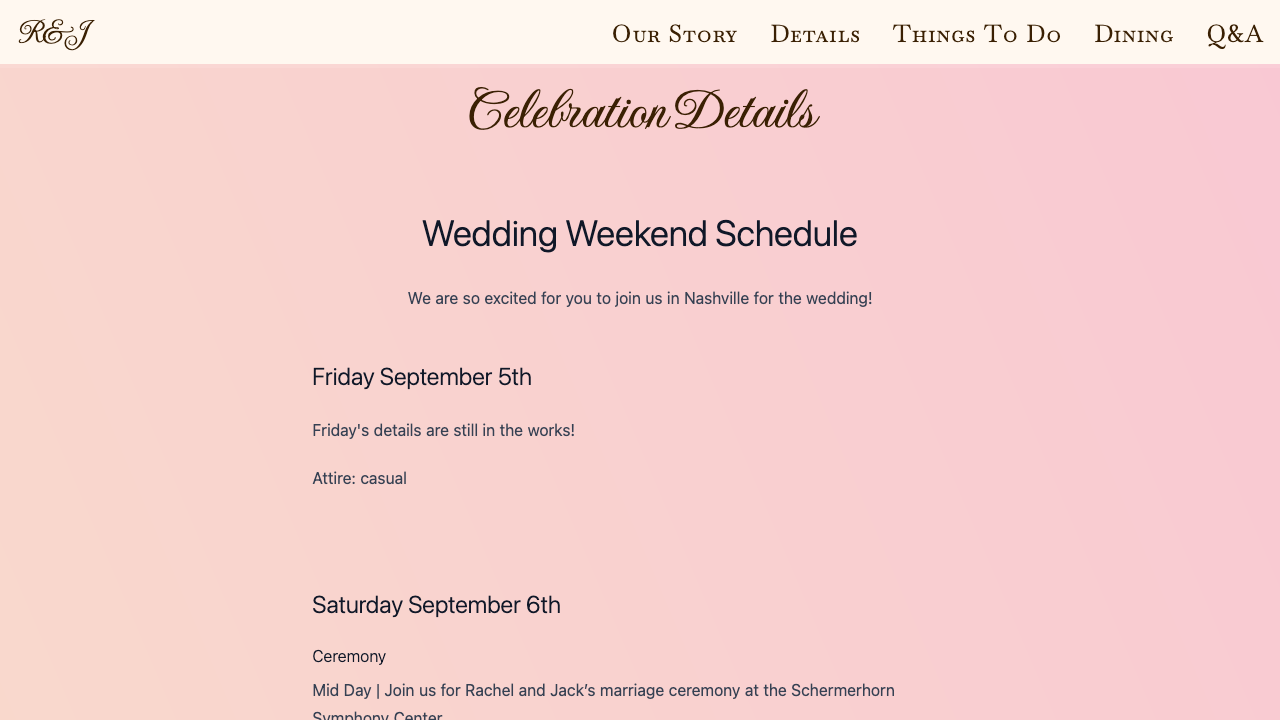 R&J
Our Story Details Things To Do Dining Q&A
Celebration Details
Wedding Weekend Schedule
We are so excited for you to join us in Nashville for the wedding!
Friday September 5th
Friday's details are still in the works!
Attire: casual
Saturday September 6th
Ceremony
Mid Day | Join us for Rachel and Jack’s marriage ceremony at the Schermerhorn
Symphony Center